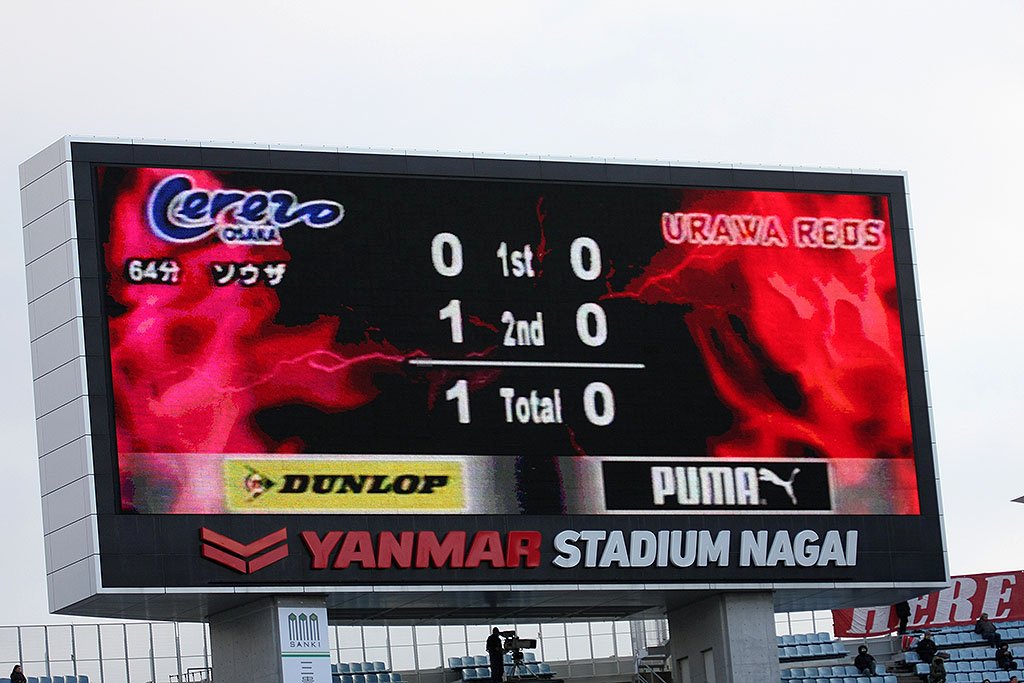 Cerezo
OSAKA
URAWA REDS
64分 ソウザ
0 1st 0
1 2nd 0
1 Total 0
DUNLOP
PUMA
YANMAR STADIUM NAGAI
SANKI
HERE